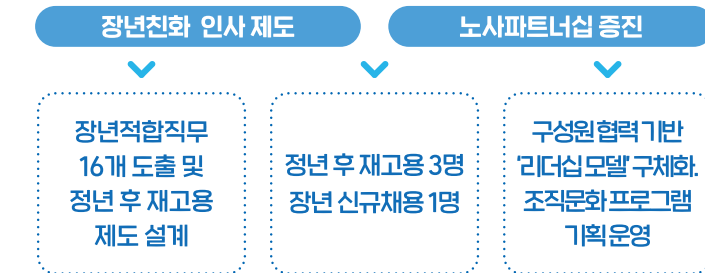 장년친화 인사 제도
노사파트너십 증진
장년적합직무
16개 도출 및
정년 후 재고용
제도 설계
정년 후 재고용 3명
장년 신규채용 1명
구성원 협력 기반
'리더십 모델' 구체화.
조직문화 프로그램
기획 운영